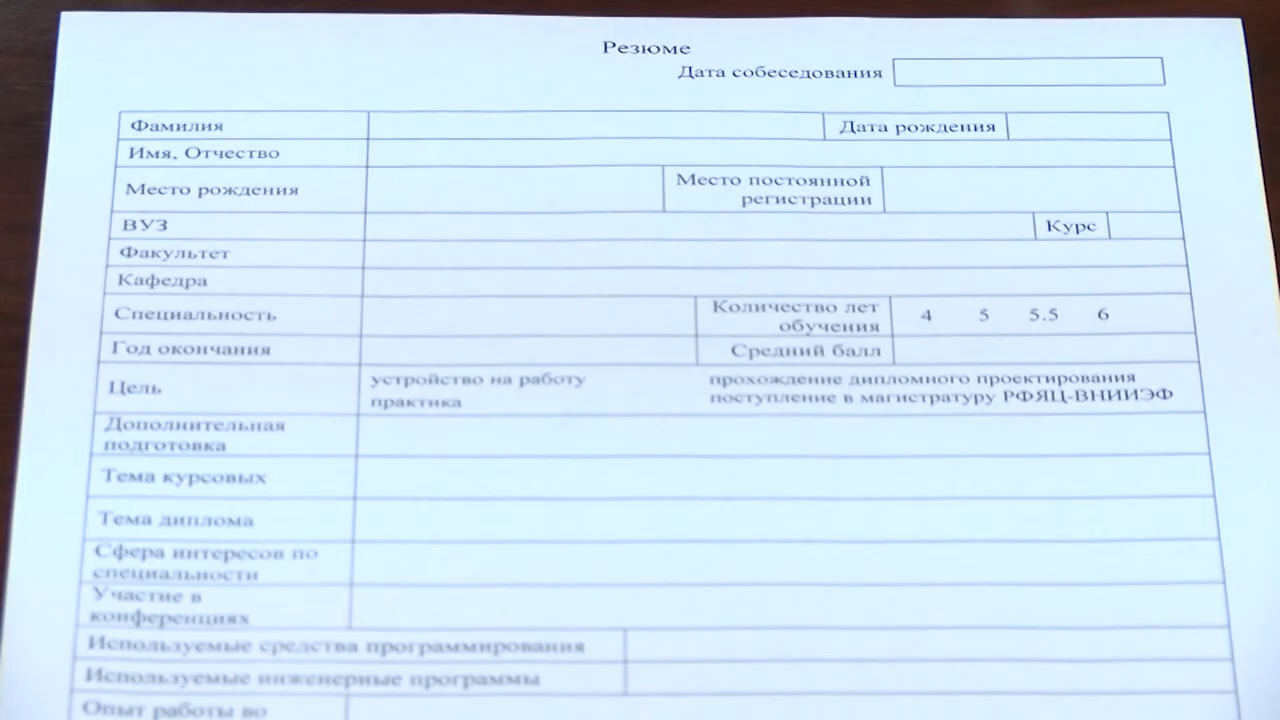 Резюме
Дата собеседования
Фамилия Дата рождения
Имя, Отчество
Место рождения Место постоянной
регистрации
ВУЗ Курс
Факультет
Кафедра
Специальность Количество лет
обучения 4 5 5.5 6
Год окончания Средний балл
Цель устройство на работу прохождение дипломного проектирования
практика поступление в магистратуру РФЯЦ-ВНИИЭФ
Дополнительная
подготовка
Тема курсовых
Тема диплома
Сфера интересов по
специальности
Участие в
конференциях
Используемые средства программирования
Используемые инженерные программы
Опыт работы во